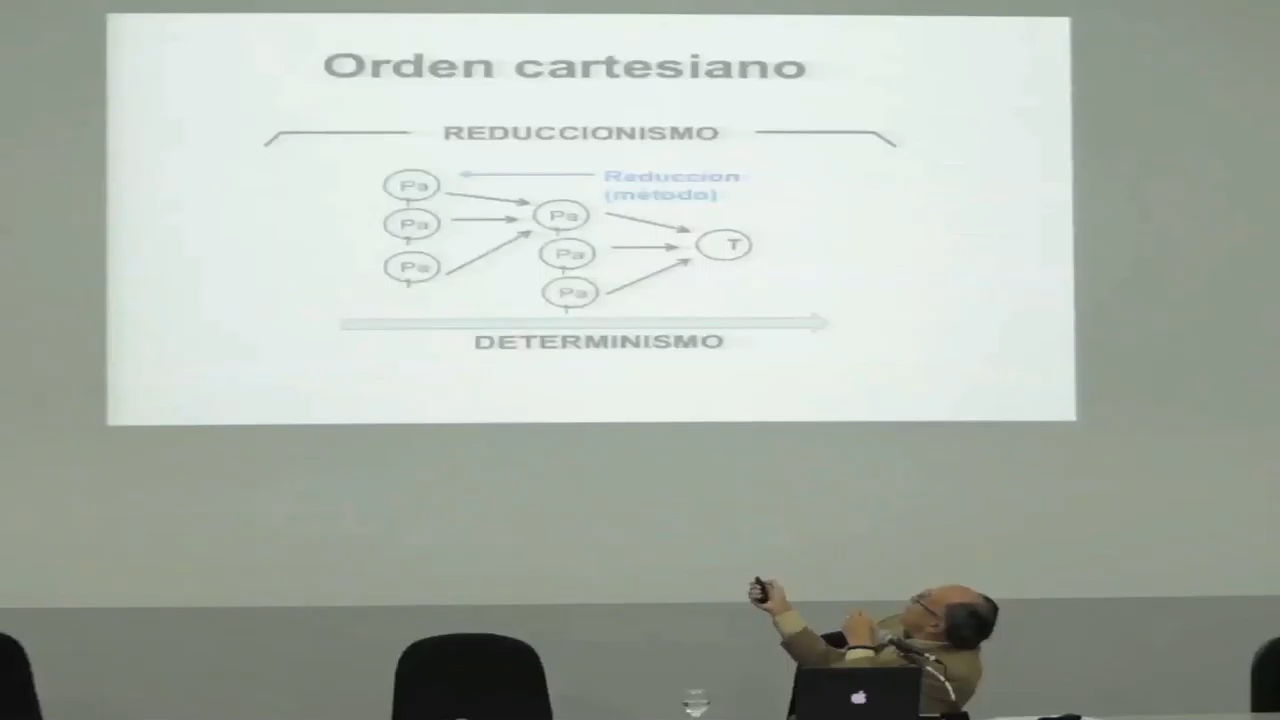 Orden cartesiano
REDUCCIONISMO
Reduccion
(método)
Pa
r
Pa
r
Pa
r
Pa
r
Pa
r
Pa
r
T
DETERMINISMO